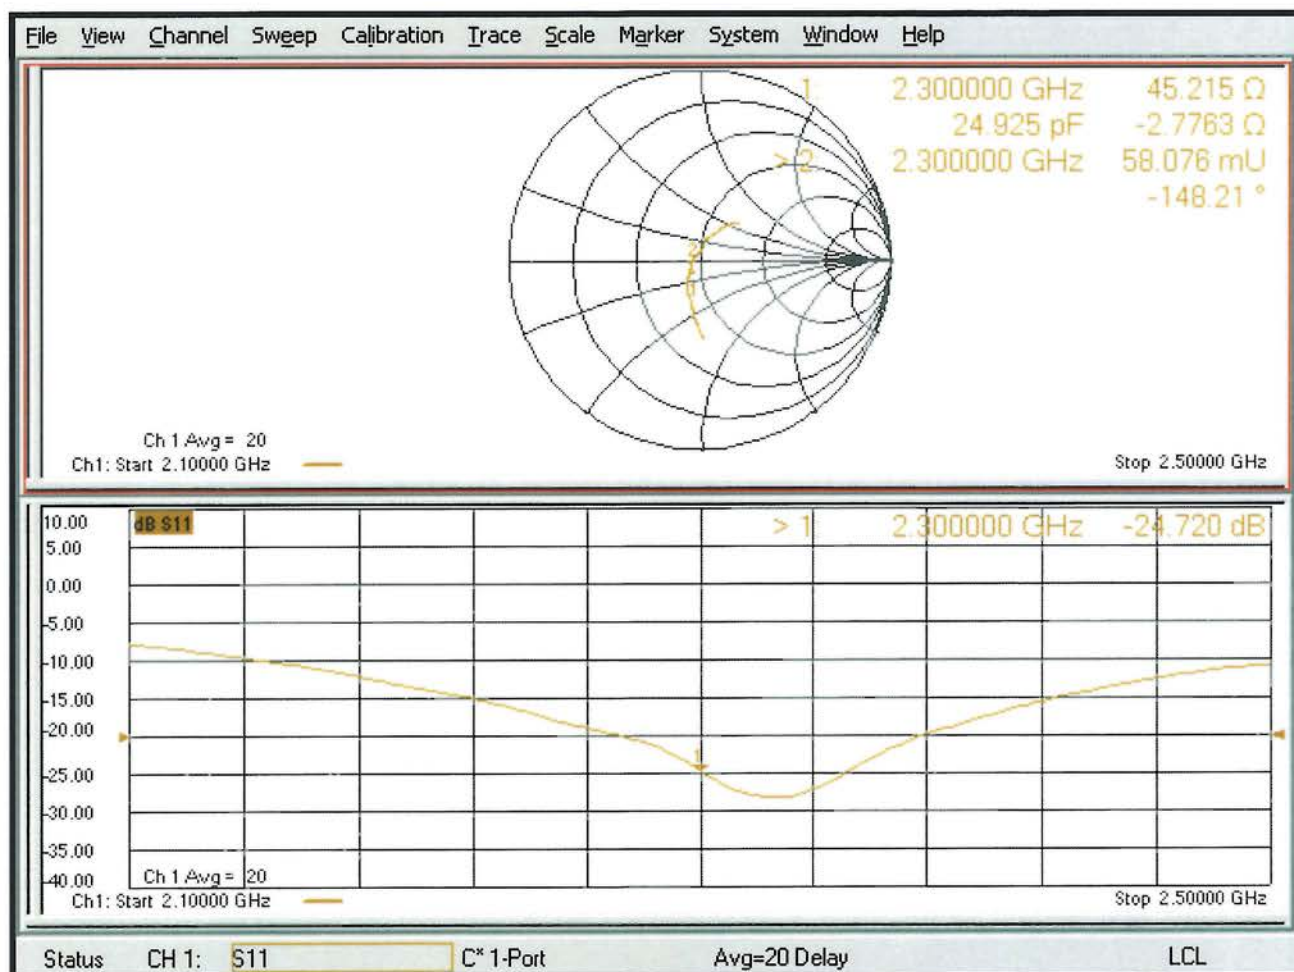 File View Channel Sweep Calibration Trace Scale Marker System Window Help
1: 2.300000 GHz 45.215 Ω
24.925 pF -2.7763 Ω
> 2 2.300000 GHz 58.076 mU
-148.21 °
2
1
Ch 1 Avg = 20
Ch1: Start 2.10000 GHz
Stop 2.50000 GHz
dB S11
> 1 2.300000 GHz -24.720 dB
10.00
5.00
0.00
-5.00
-10.00
-15.00
-20.00
-25.00
-30.00
-35.00
-40.00
1
Ch 1 Avg = 20
Ch1: Start 2.10000 GHz
Stop 2.50000 GHz
Status CH 1: S11 C* 1-Port Avg=20 Delay LCL